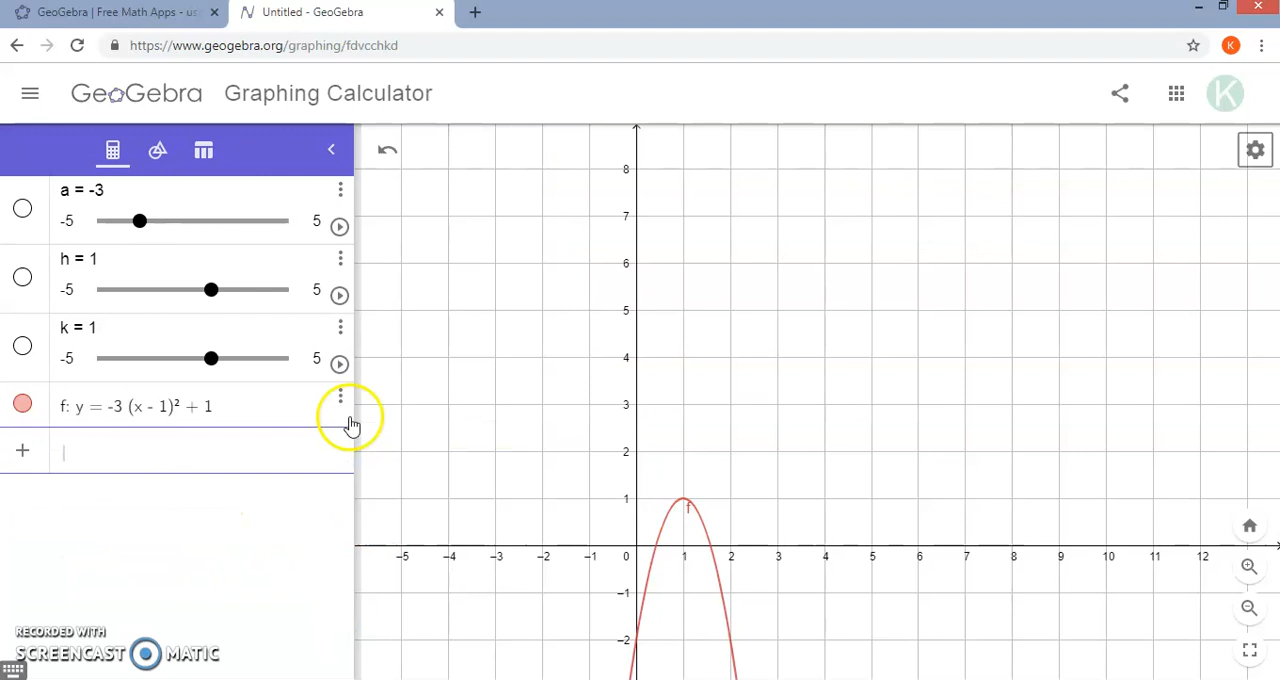 GeoGebra | Free Math Apps - us
Untitled - GeoGebra
https://www.geogebra.org/graphing/fdvcchkd
K
GeoGebra Graphing Calculator
K
a = -3
-5 5
h = 1
-5 5
k = 1
-5 5
f: y = -3 (x - 1)² + 1
8
7
6
5
4
3
2
1
f
-5 -4 -3 -2 -1 0 1 2 3 4 5 6 7 8 9 10 11 12
-1
-2
RECORDED WITH
SCREENCAST MATIC